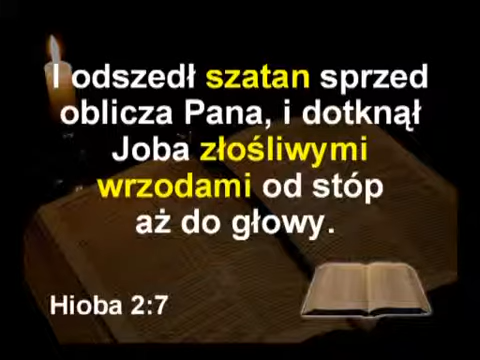 I odszedł szatan sprzed
oblicza Pana, i dotknął
Joba złośliwymi
wrzodami od stóp
aż do głowy.
Hioba 2:7